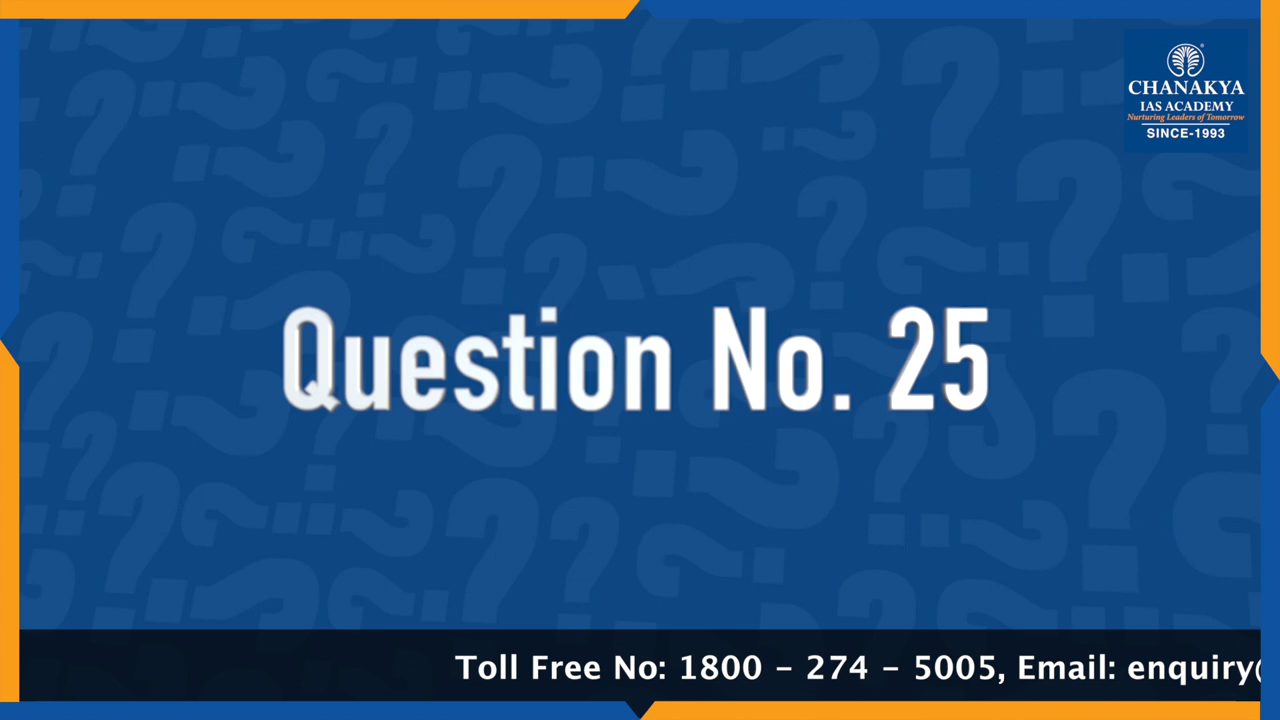 CHANAKYA
IAS ACADEMY
Nurturing Leaders of Tomorrow
SINCE-1993
Question No. 25
Toll Free No: 1800 - 274 - 5005, Email: enquiry@